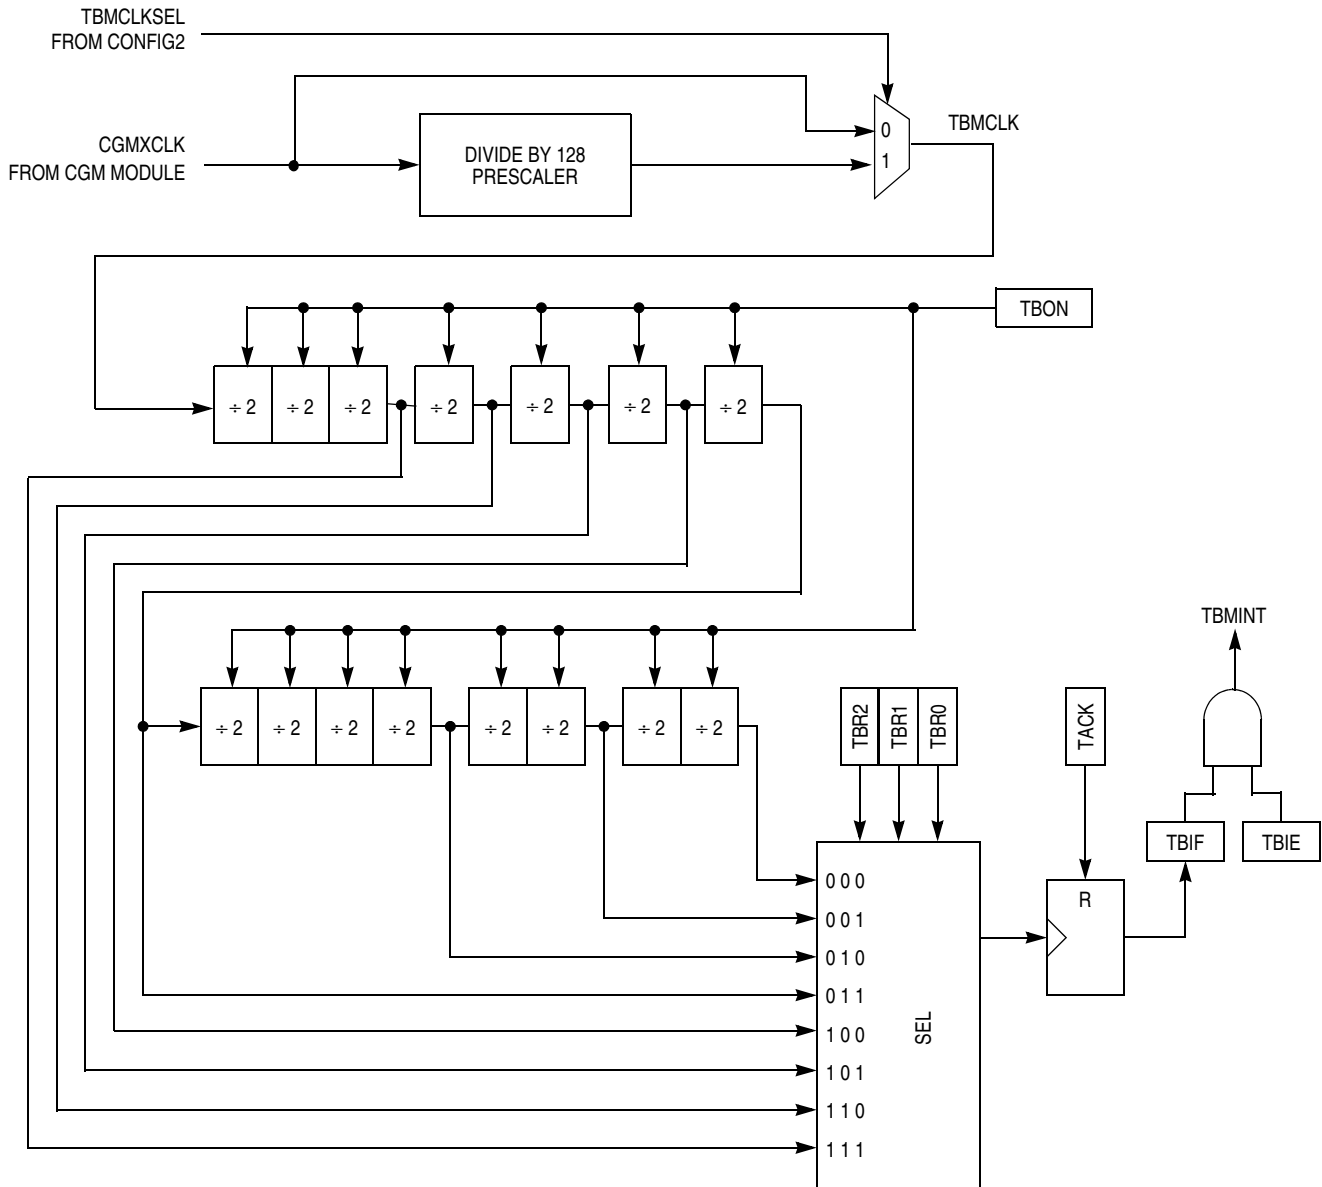 TBMCLKSEL
FROM CONFIG2
CGMXCLK
FROM CGM MODULE
DIVIDE BY 128
PRESCALER
0
1
TBMCLK
TBON
÷ 2
÷ 2
÷ 2
÷ 2
÷ 2
÷ 2
÷ 2
TBMINT
÷ 2
÷ 2
÷ 2
÷ 2
÷ 2
÷ 2
÷ 2
÷ 2
TBR2
TBR1
TBR0
TACK
TBIF
TBIE
0 0 0
0 0 1
0 1 0
0 1 1
1 0 0
1 0 1
1 1 0
1 1 1
SEL
R